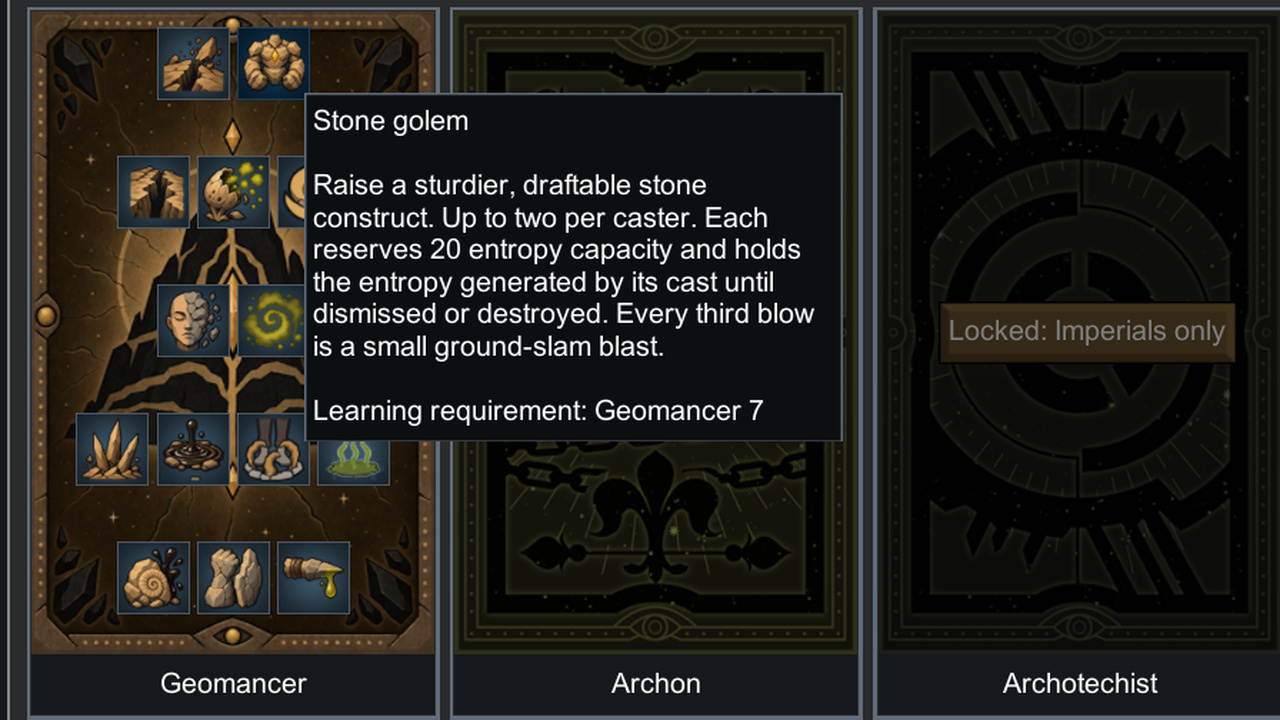 Stone golem
Raise a sturdier, draftable stone
construct. Up to two per caster. Each
reserves 20 entropy capacity and holds
the entropy generated by its cast until
dismissed or destroyed. Every third blow
is a small ground-slam blast.
Learning requirement: Geomancer 7
Locked: Imperials only
Geomancer
Archon
Archotechist